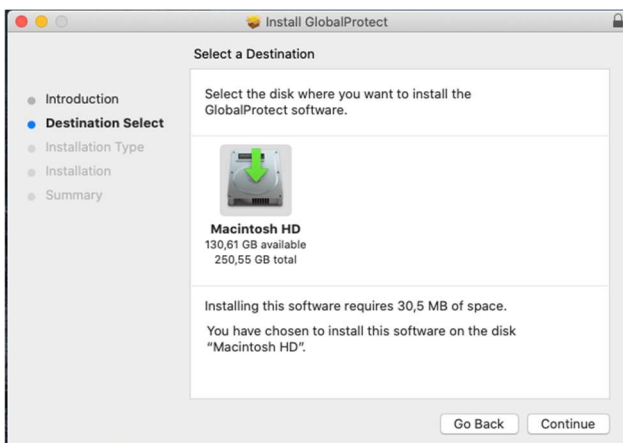 Install GlobalProtect
Select a Destination
Introduction
Destination Select
Installation Type
Installation
Summary
Select the disk where you want to install the
GlobalProtect software.
Macintosh HD
130,61 GB available
250,55 GB total
Installing this software requires 30,5 MB of space.
You have chosen to install this software on the disk
“Macintosh HD”.
Go Back
Continue